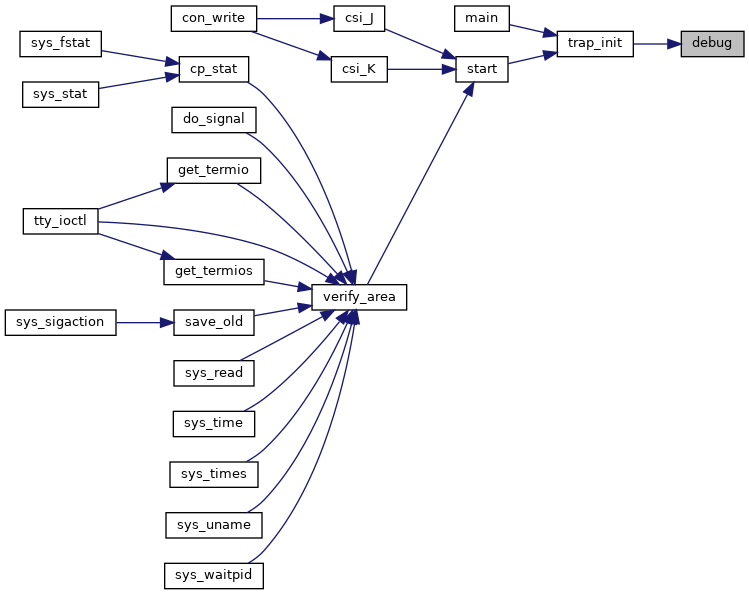 con_write
csi_J
main
sys_fstat
trap_init
debug
cp_stat
csi_K
start
sys_stat
do_signal
get_termio
tty_ioctl
get_termios
verify_area
sys_sigaction
save_old
sys_read
sys_time
sys_times
sys_uname
sys_waitpid